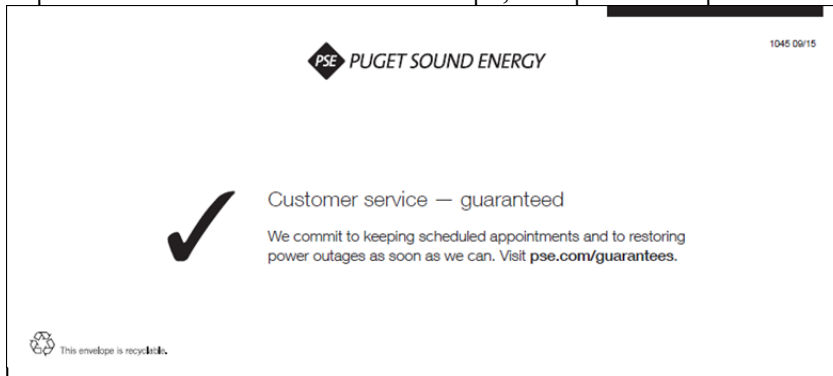 1045 09/15
PSE PUGET SOUND ENERGY
Customer service — guaranteed
We commit to keeping scheduled appointments and to restoring
power outages as soon as we can. Visit pse.com/guarantees.
This envelope is recyclable.